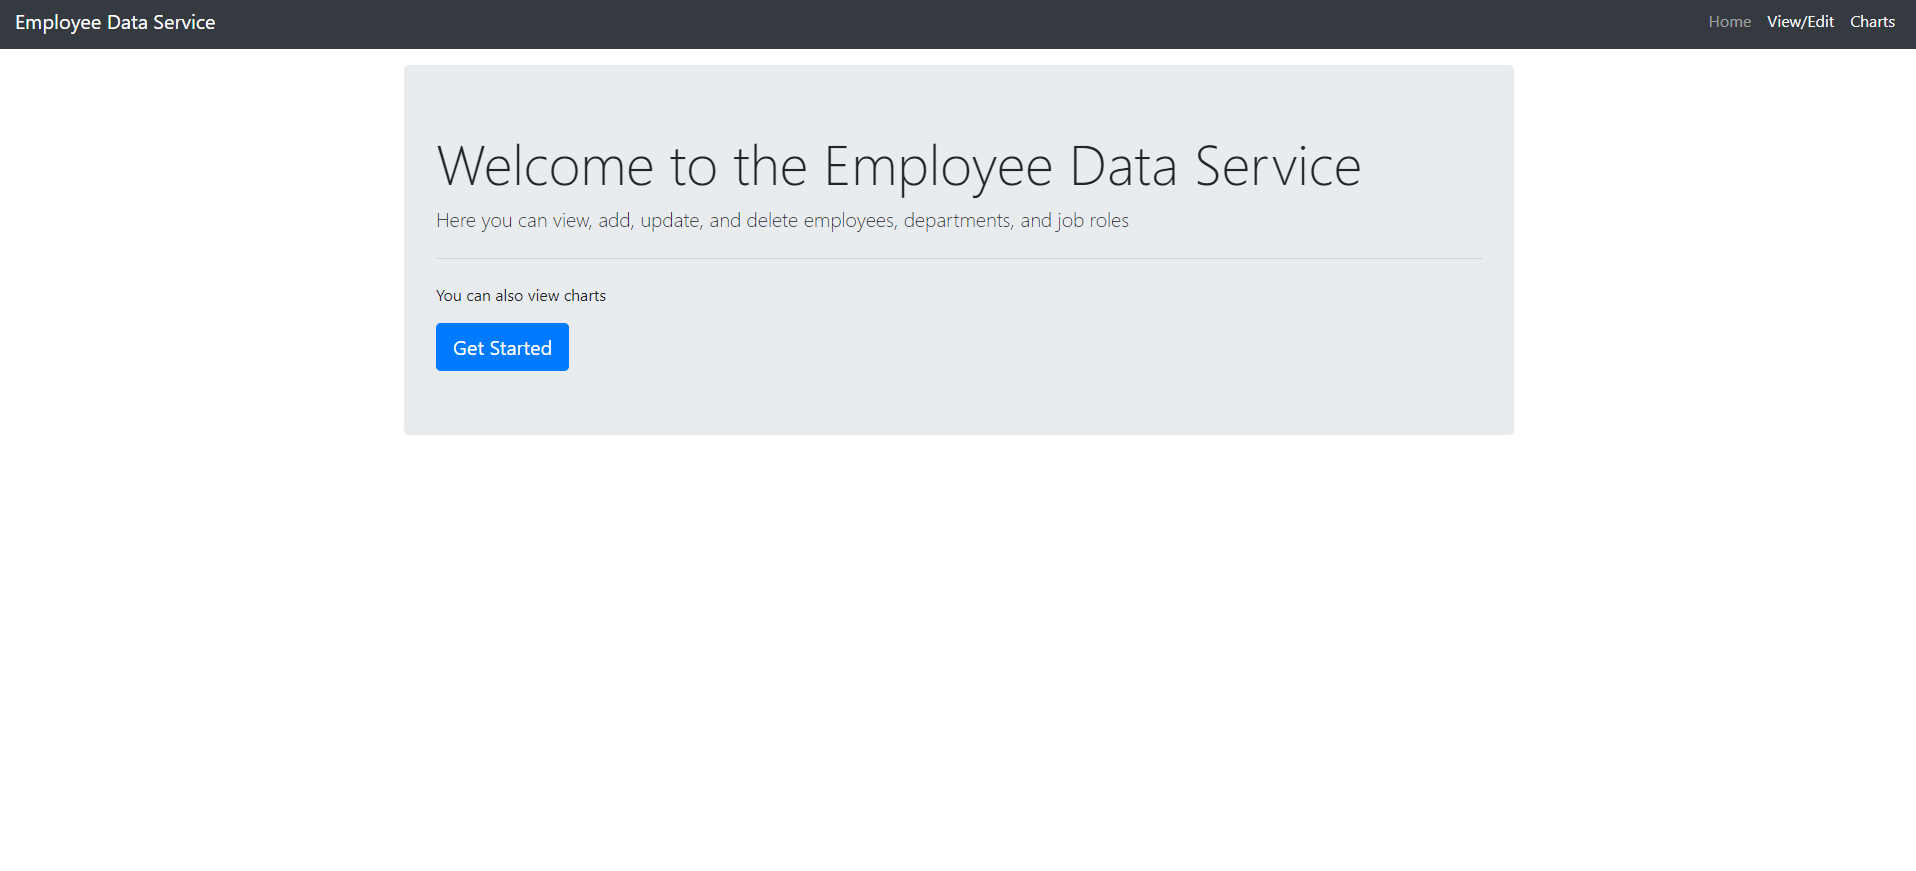 Employee Data Service
Home View/Edit Charts
Welcome to the Employee Data Service
Here you can view, add, update, and delete employees, departments, and job roles
You can also view charts
Get Started